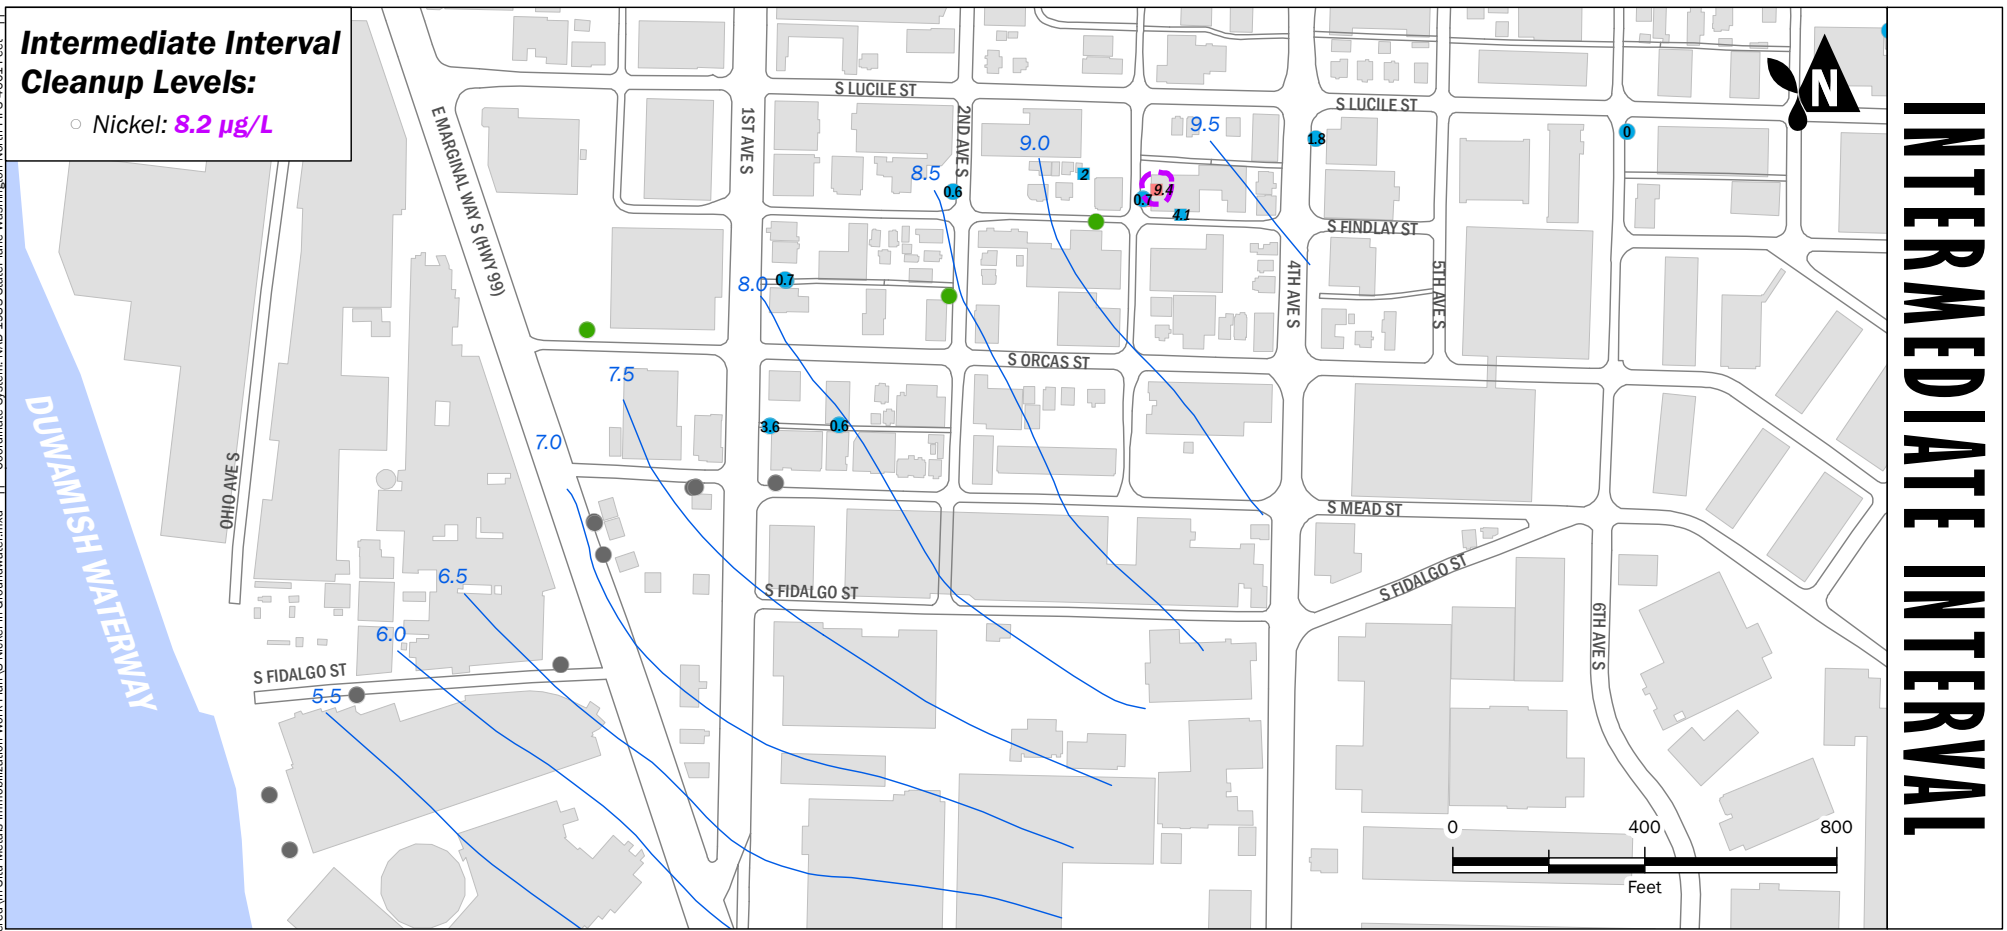 Intermediate Interval
Cleanup Levels:
Nickel: 8.2 µg/L
N
INTERMEDIATE INTERVAL
S LUCILE ST
S LUCILE ST
E MARGINAL WAY S (HWY 99)
1ST AVE S
2ND AVE S
9.0
9.5
8.5
1.8
0
2
0.6
9.4
0.7
4.1
S FINDLAY ST
4TH AVE S
5TH AVE S
8.0
0.7
S ORCAS ST
7.5
7.0
3.6
0.6
OHIO AVE S
DUWAMISH WATERWAY
S MEAD ST
6.5
S FIDALGO ST
S FIDALGO ST
6TH AVE S
6.0
S FIDALGO ST
5.5
0
400
800
Feet